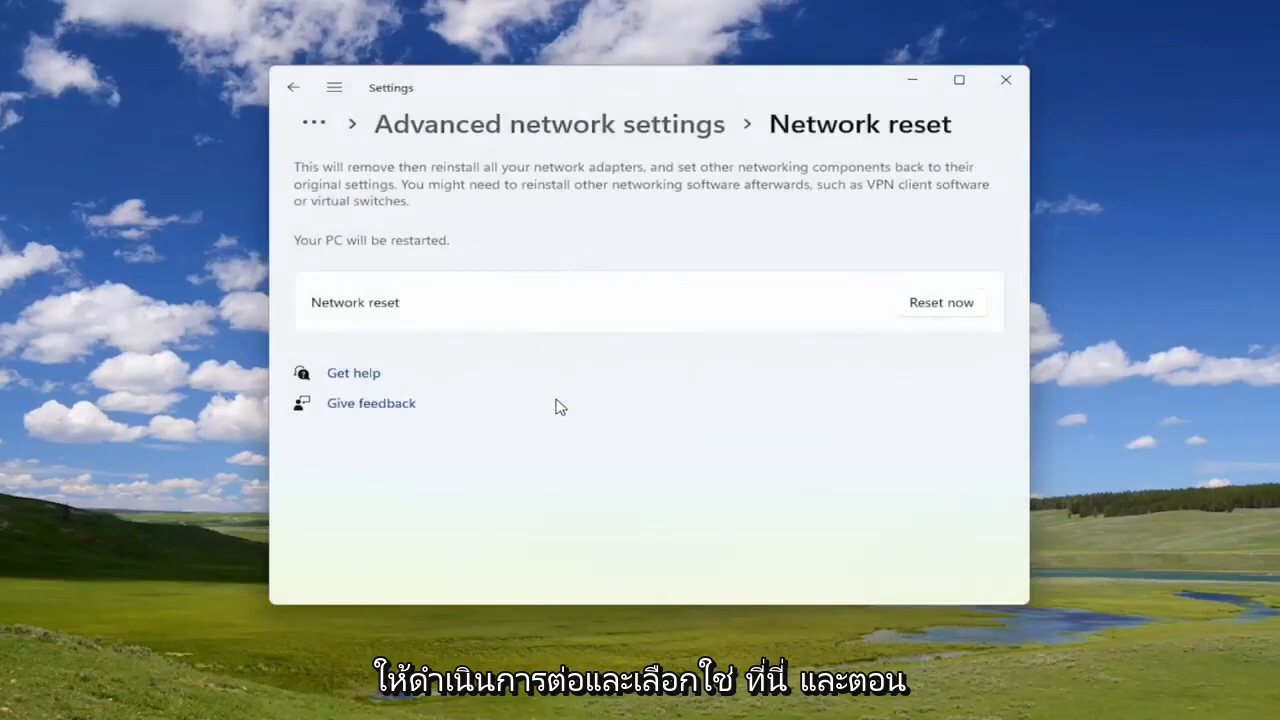 Settings
... > Advanced network settings > Network reset
This will remove then reinstall all your network adapters, and set other networking components back to their
original settings. You might need to reinstall other networking software afterwards, such as VPN client software
or virtual switches.
Your PC will be restarted.
Network reset Reset now
Get help
Give feedback
ให้ดำเนินการต่อและเลือกใช่ ที่นี่ และตอน